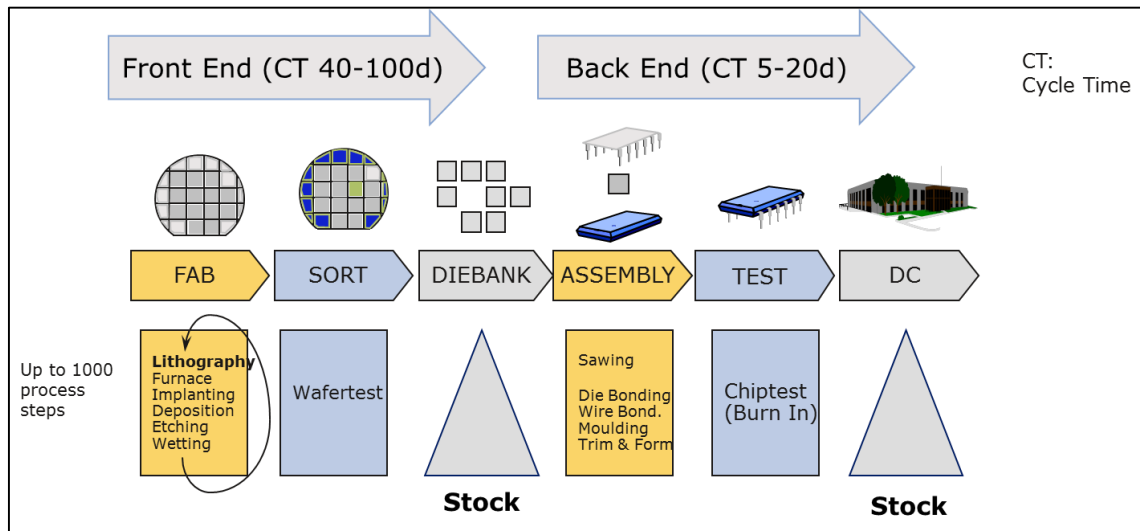 Front End (CT 40-100d)
Back End (CT 5-20d)
CT:
Cycle Time
FAB
SORT
DIEBANK
ASSEMBLY
TEST
DC
Up to 1000
process
steps
Lithography
Furnace
Implanting
Deposition
Etching
Wetting
Wafertest
Stock
Sawing
Die Bonding
Wire Bond.
Moulding
Trim & Form
Chiptest
(Burn In)
Stock